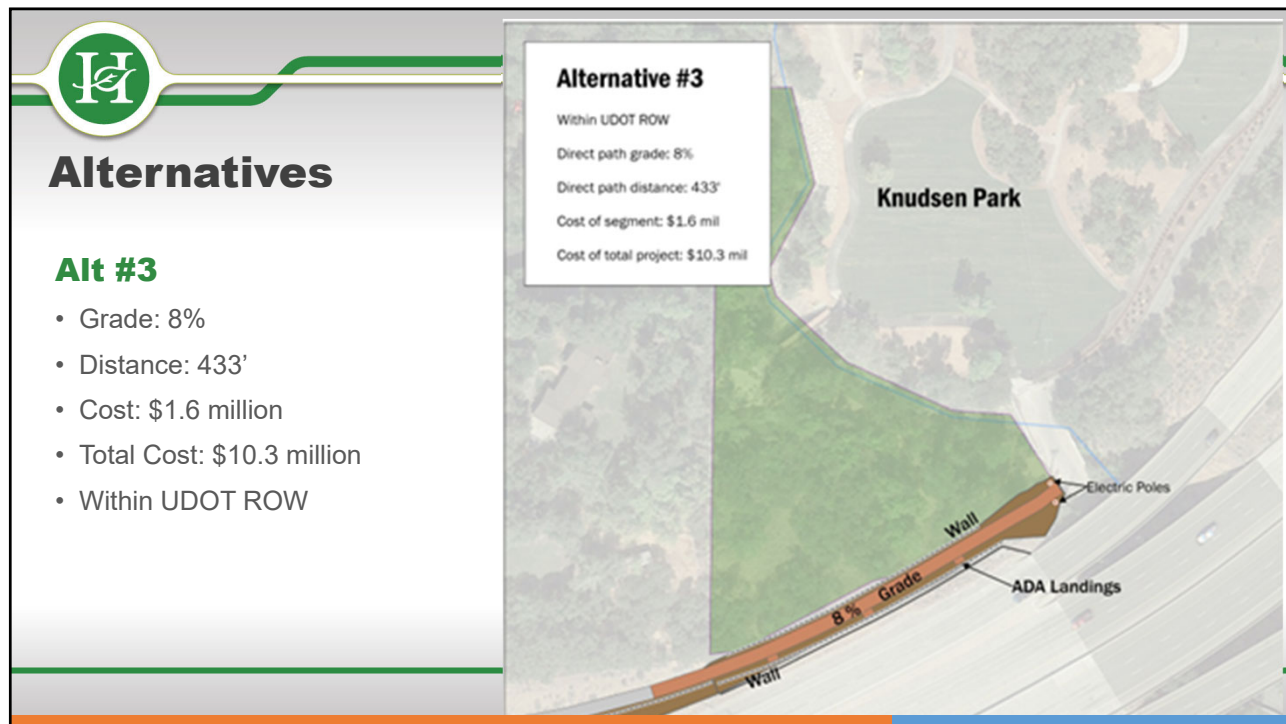 H
Alternatives
Alt #3
• Grade: 8%
• Distance: 433’
• Cost: $1.6 million
• Total Cost: $10.3 million
• Within UDOT ROW
Alternative #3
Within UDOT ROW
Direct path grade: 8%
Direct path distance: 433'
Cost of segment: $1.6 mil
Cost of total project: $10.3 mil
Knudsen Park
Electric Poles
Wall
ADA Landings
8 % Grade
Wall